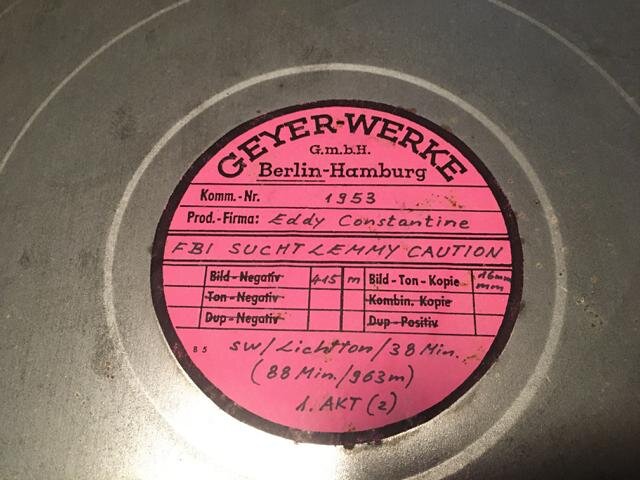 GEYER-WERKE
G.m.b.H.
Berlin-Hamburg
Komm.-Nr. 1953
Prod.-Firma: Eddy Constantine
FBI SUCHT LEMMY CAUTION
Bild-Negativ 415 m Bild-Ton-Kopie 16mm
Ton-Negativ Kombin. Kopie mm
Dup-Negativ Dup-Positiv
B 5 sw/Lichtton/38 Min.
(88 Min./963m)
1. AKT (2)